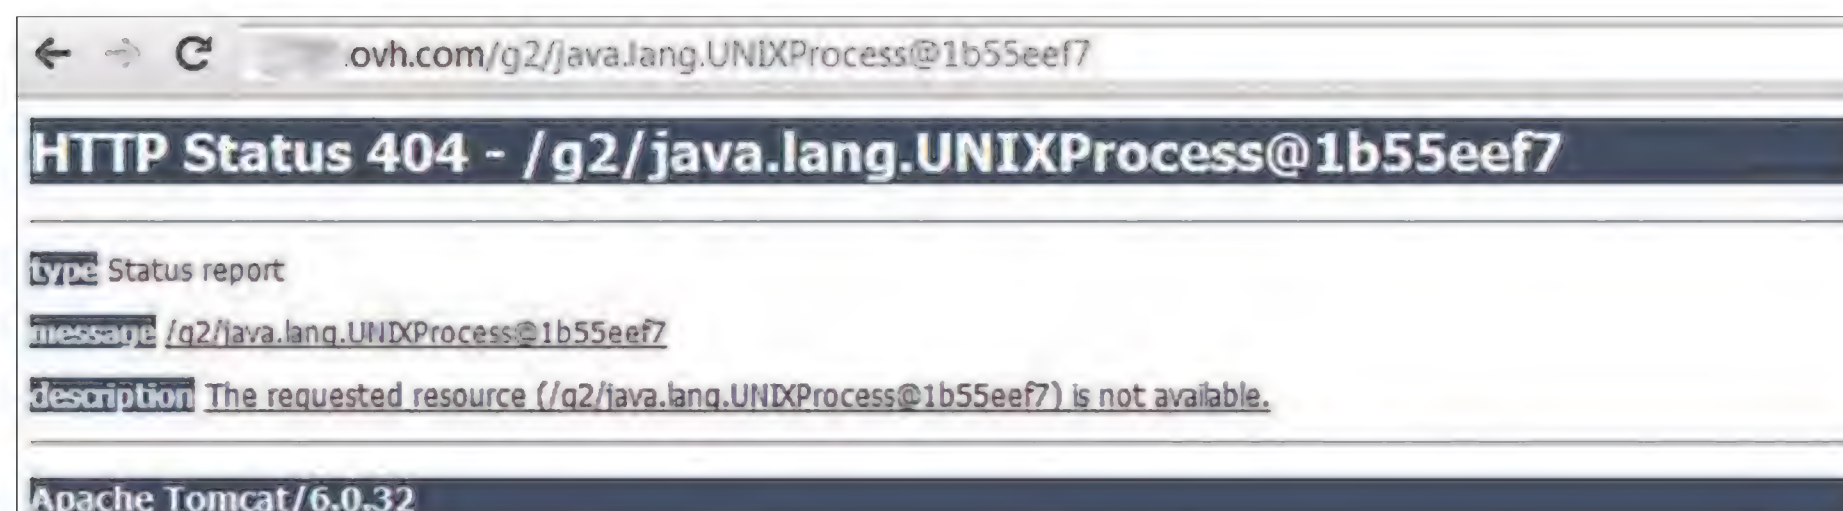 .ovh.com/g2/java.lang.UNIXProcess@1b55eef7
HTTP Status 404 - /g2/java.lang.UNIXProcess@1b55eef7
type Status report
message /g2/java.lang.UNIXProcess@1b55eef7
description The requested resource (/g2/java.lang.UNIXProcess@1b55eef7) is not available.
Apache Tomcat/6.0.32